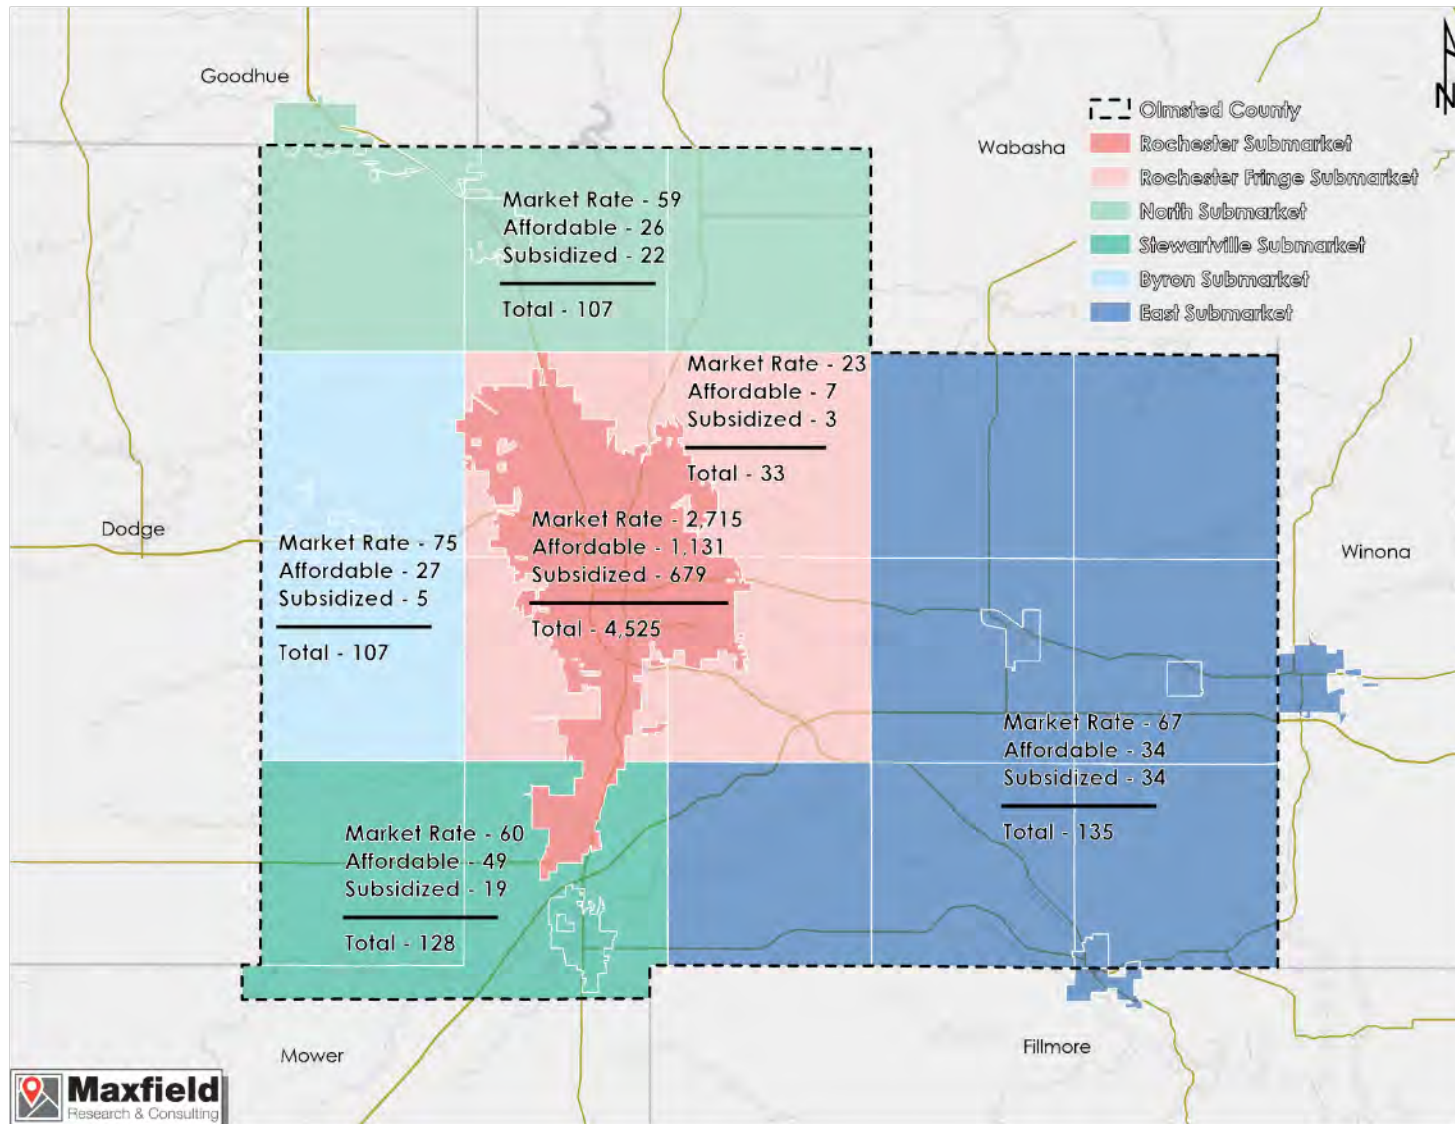 Goodhue
Wabasha
N
Olmsted County
Rochester Submarket
Rochester Fringe Submarket
North Submarket
Stewartville Submarket
Byron Submarket
East Submarket
Market Rate - 59
Affordable - 26
Subsidized - 22
Total - 107
Market Rate - 23
Affordable - 7
Subsidized - 3
Total - 33
Dodge
Market Rate - 75
Affordable - 27
Subsidized - 5
Total - 107
Market Rate - 2,715
Affordable - 1,131
Subsidized - 679
Total - 4,525
Winona
Market Rate - 67
Affordable - 34
Subsidized - 34
Total - 135
Market Rate - 60
Affordable - 49
Subsidized - 19
Total - 128
Mower
Fillmore
Maxfield
Research & Consulting